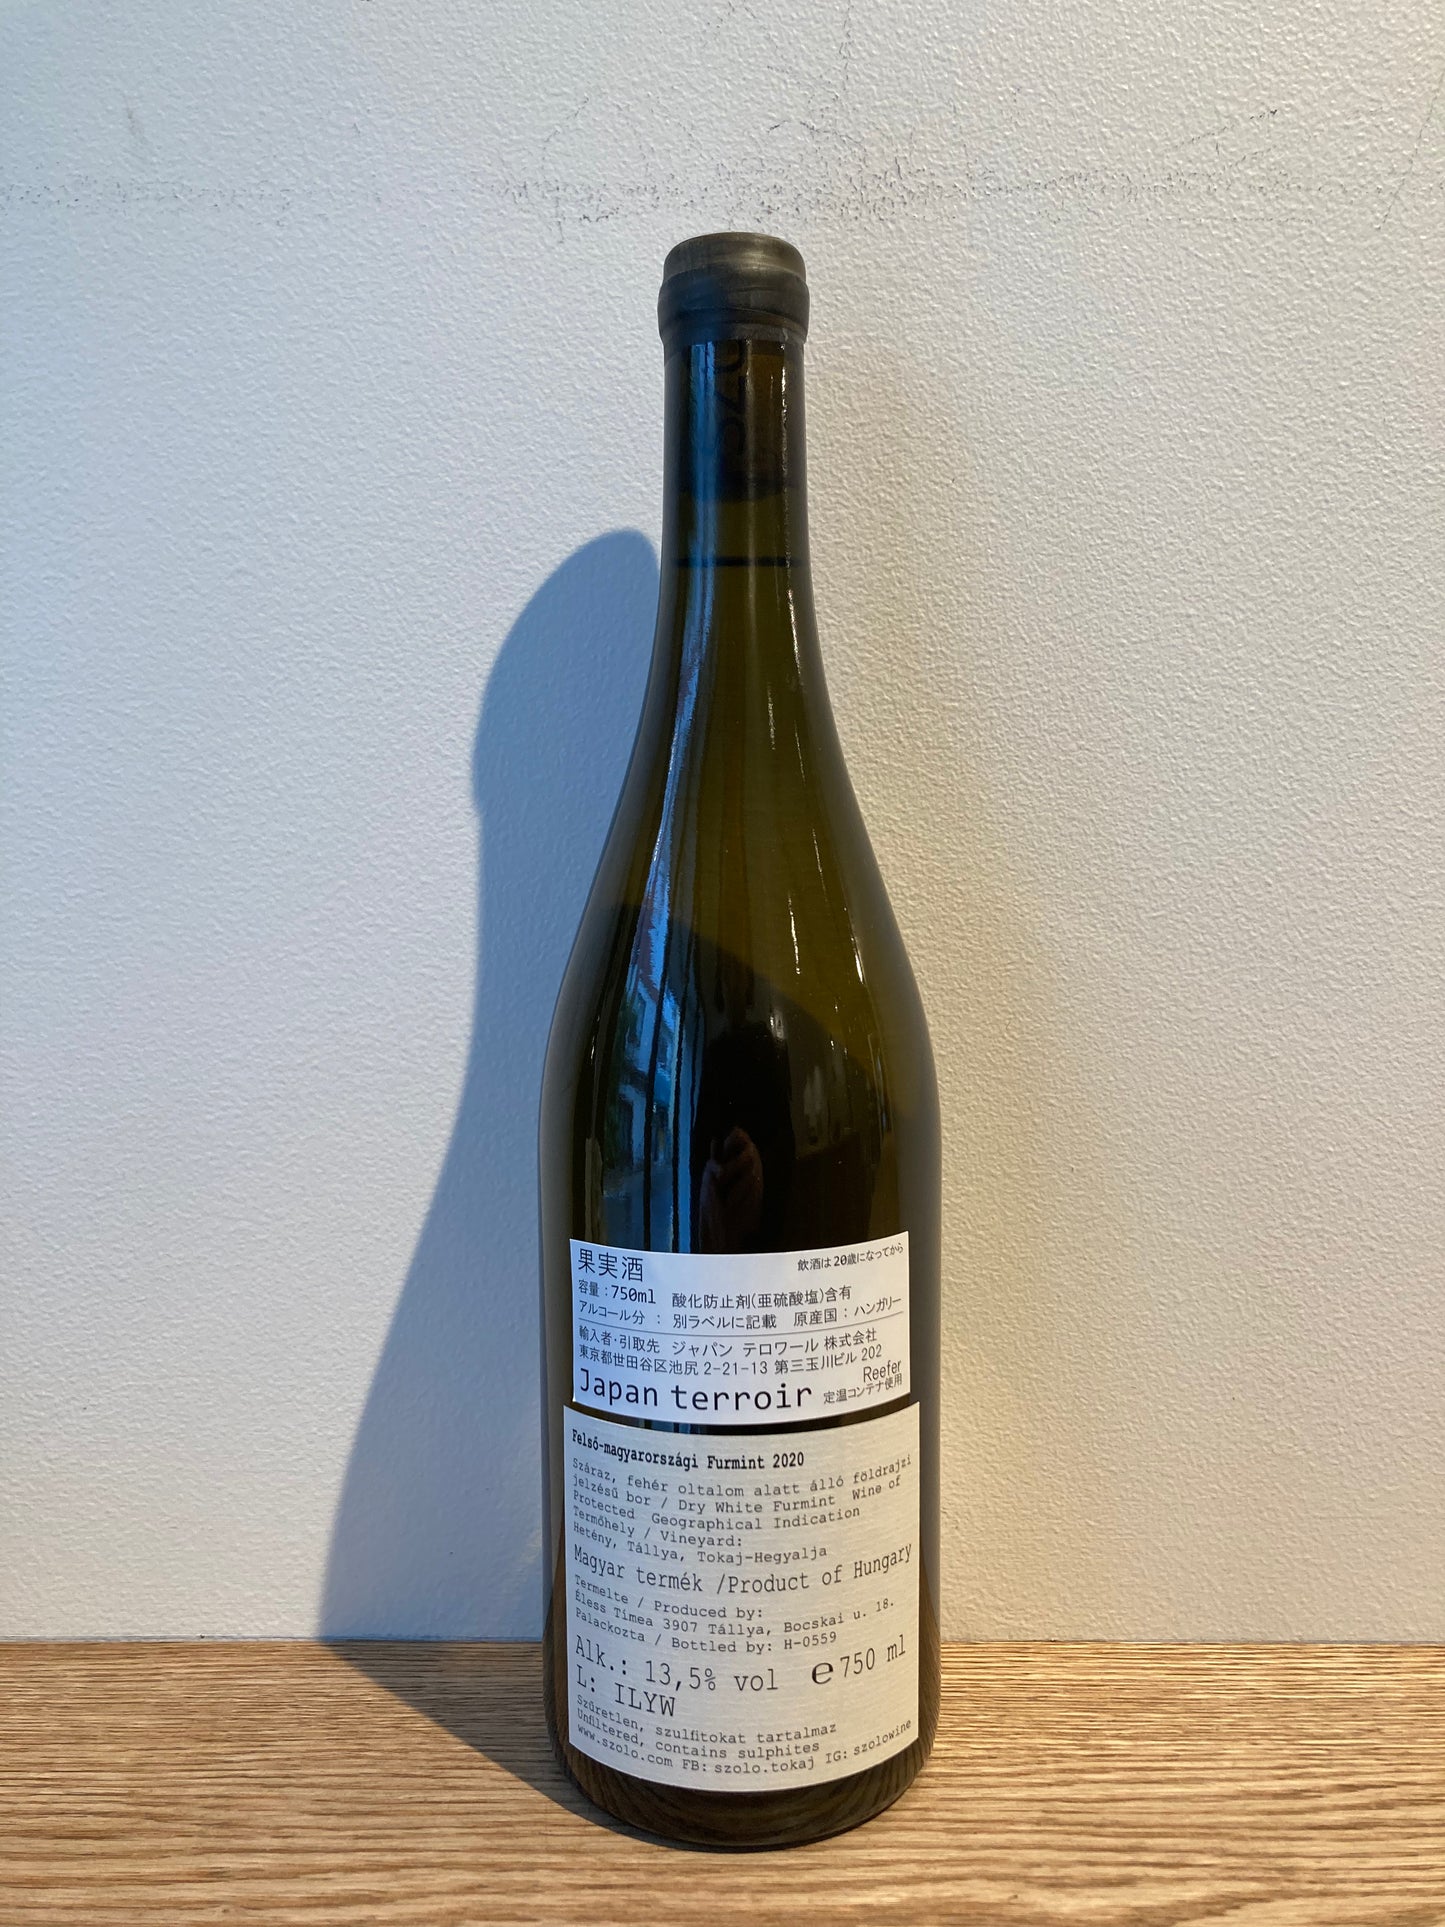 果実酒 飲酒は20歳になってから
容量：750ml 酸化防止剤(亜硫酸塩)含有
アルコール分 ： 別ラベルに記載 原産国：ハンガリー
輸入者・引取先 ジャパン テロワール 株式会社
東京都世田谷区池尻 2-21-13 第三玉川ビル 202
Reefer
Japan terroir 定温コンテナ使用
Felső-magyarországi Furmint 2020
Száraz, fehér oltalom alatt álló földrajzi
jelzésű bor / Dry White Furmint Wine of
Protected Geographical Indication
Termőhely / Vineyard:
Hetény, Tállya, Tokaj-Hegyalja
Magyar termék /Product of Hungary
Termelte / Produced by:
Éless Tímea 3907 Tállya, Bocskai u. 18.
Palackozta / Bottled by: H-0559
Alk.: 13,5% vol ℮750 ml
L: ILYW
Szűretlen, szulfitokat tartalmaz
Unfiltered, contains sulphites
www.szolo.com FB: szolo.tokaj IG: szolowine